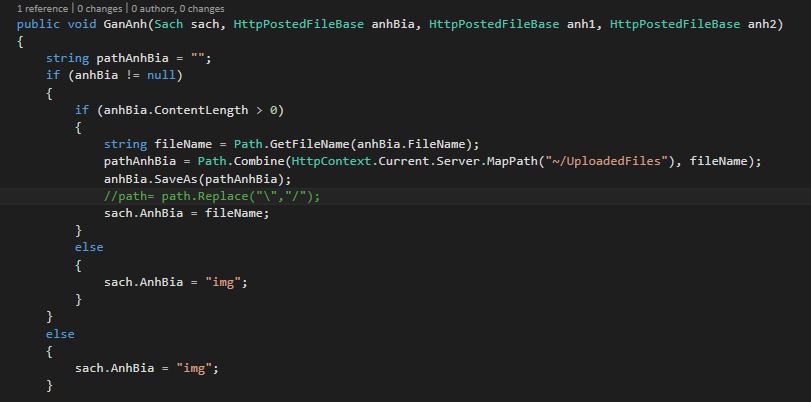 1 reference | 0 changes | 0 authors, 0 changes
public void GanAnh(Sach sach, HttpPostedFileBase anhBia, HttpPostedFileBase anh1, HttpPostedFileBase anh2)
{
    string pathAnhBia = "";
    if (anhBia != null)
    {
        if (anhBia.ContentLength > 0)
        {
            string fileName = Path.GetFileName(anhBia.FileName);
            pathAnhBia = Path.Combine(HttpContext.Current.Server.MapPath("~/UploadedFiles"), fileName);
            anhBia.SaveAs(pathAnhBia);
            //path= path.Replace("\","/");
            sach.AnhBia = fileName;
        }
        else
        {
            sach.AnhBia = "img";
        }
    }
    else
    {
        sach.AnhBia = "img";
    }